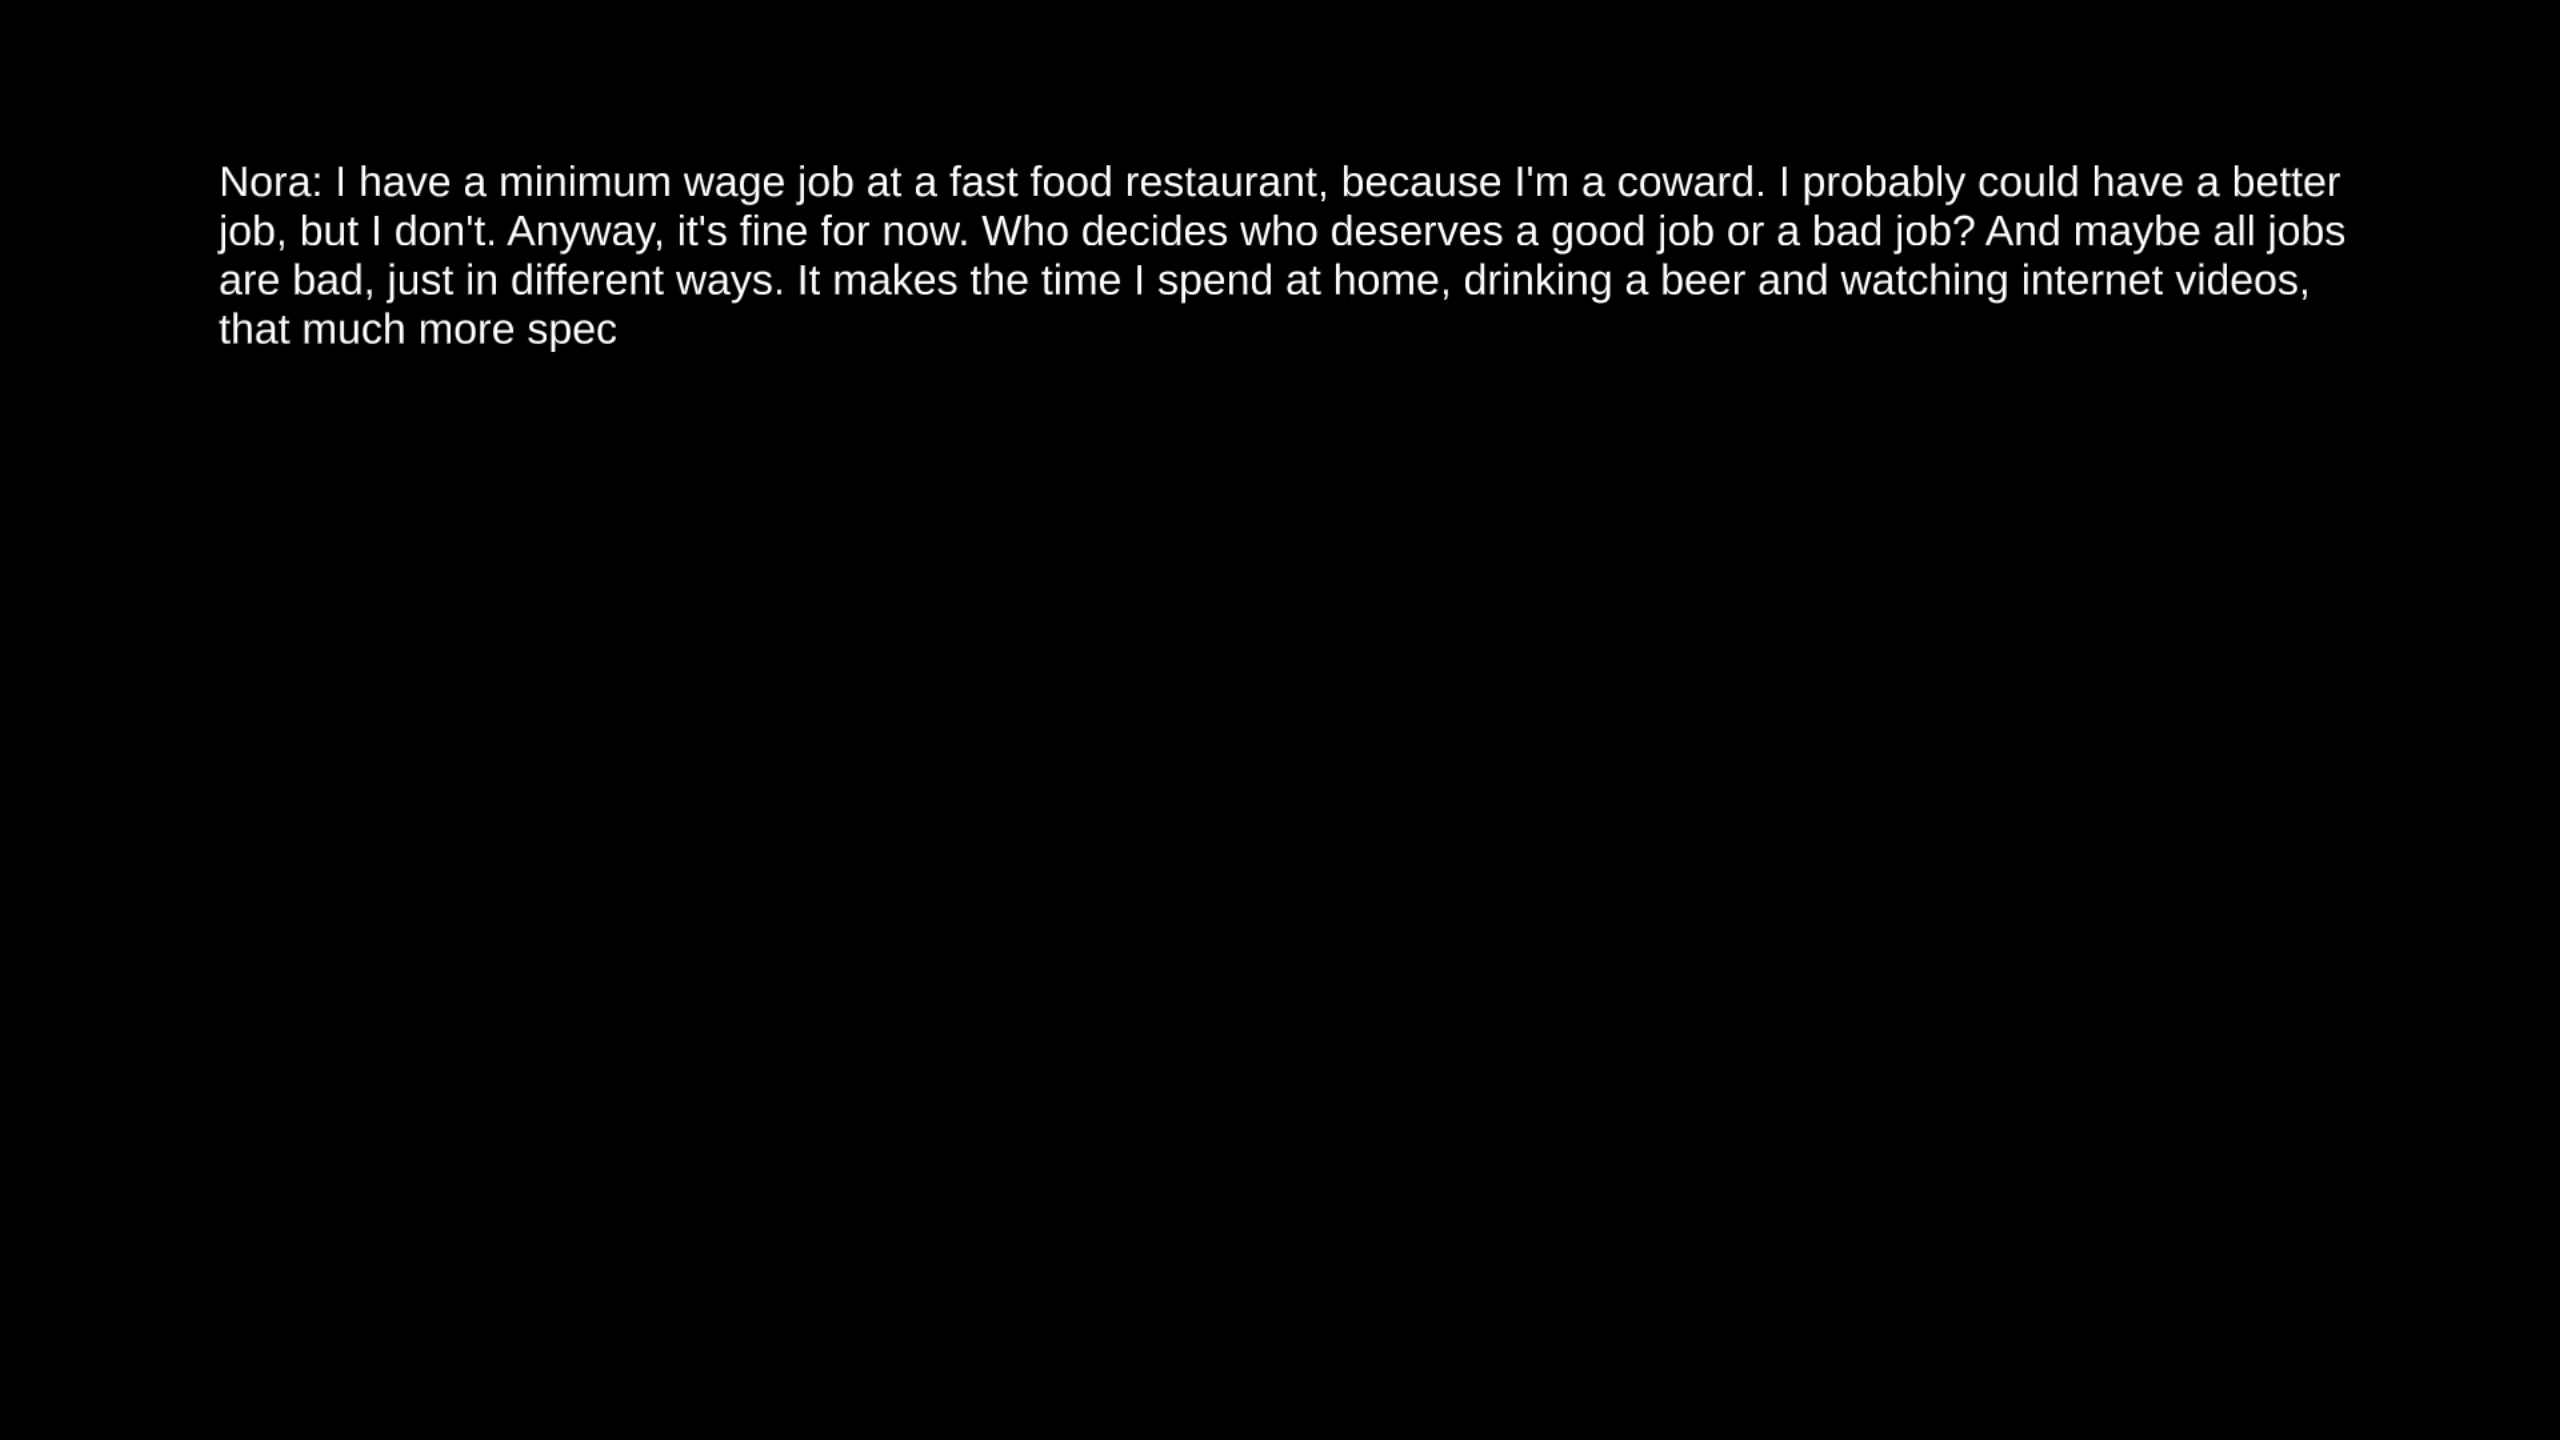 Nora: I have a minimum wage job at a fast food restaurant, because I'm a coward. I probably could have a better
job, but I don't. Anyway, it's fine for now. Who decides who deserves a good job or a bad job? And maybe all jobs
are bad, just in different ways. It makes the time I spend at home, drinking a beer and watching internet videos,
that much more spec